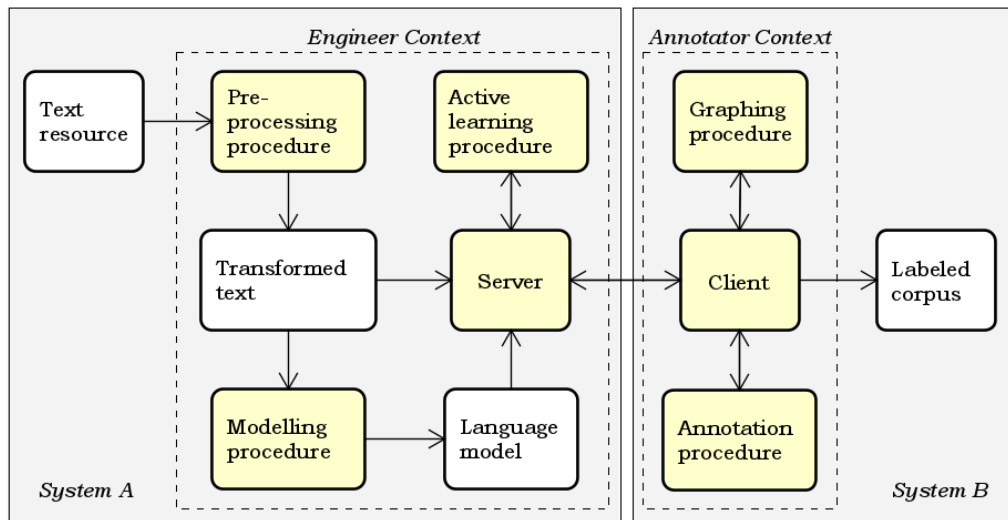 Engineer Context
Annotator Context
Text
resource
Pre-
processing
procedure
Active
learning
procedure
Graphing
procedure
Transformed
text
Server
Client
Labeled
corpus
Modelling
procedure
Language
model
Annotation
procedure
System A
System B